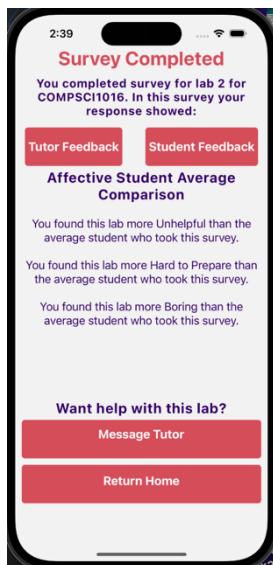 2:39
Survey Completed
You completed survey for lab 2 for
COMPSCI1016. In this survey your
response showed:
Tutor Feedback
Student Feedback
Affective Student Average
Comparison
You found this lab more Unhelpful than the
average student who took this survey.
You found this lab more Hard to Prepare than
the average student who took this survey.
You found this lab more Boring than the
average student who took this survey.
Want help with this lab?
Message Tutor
Return Home